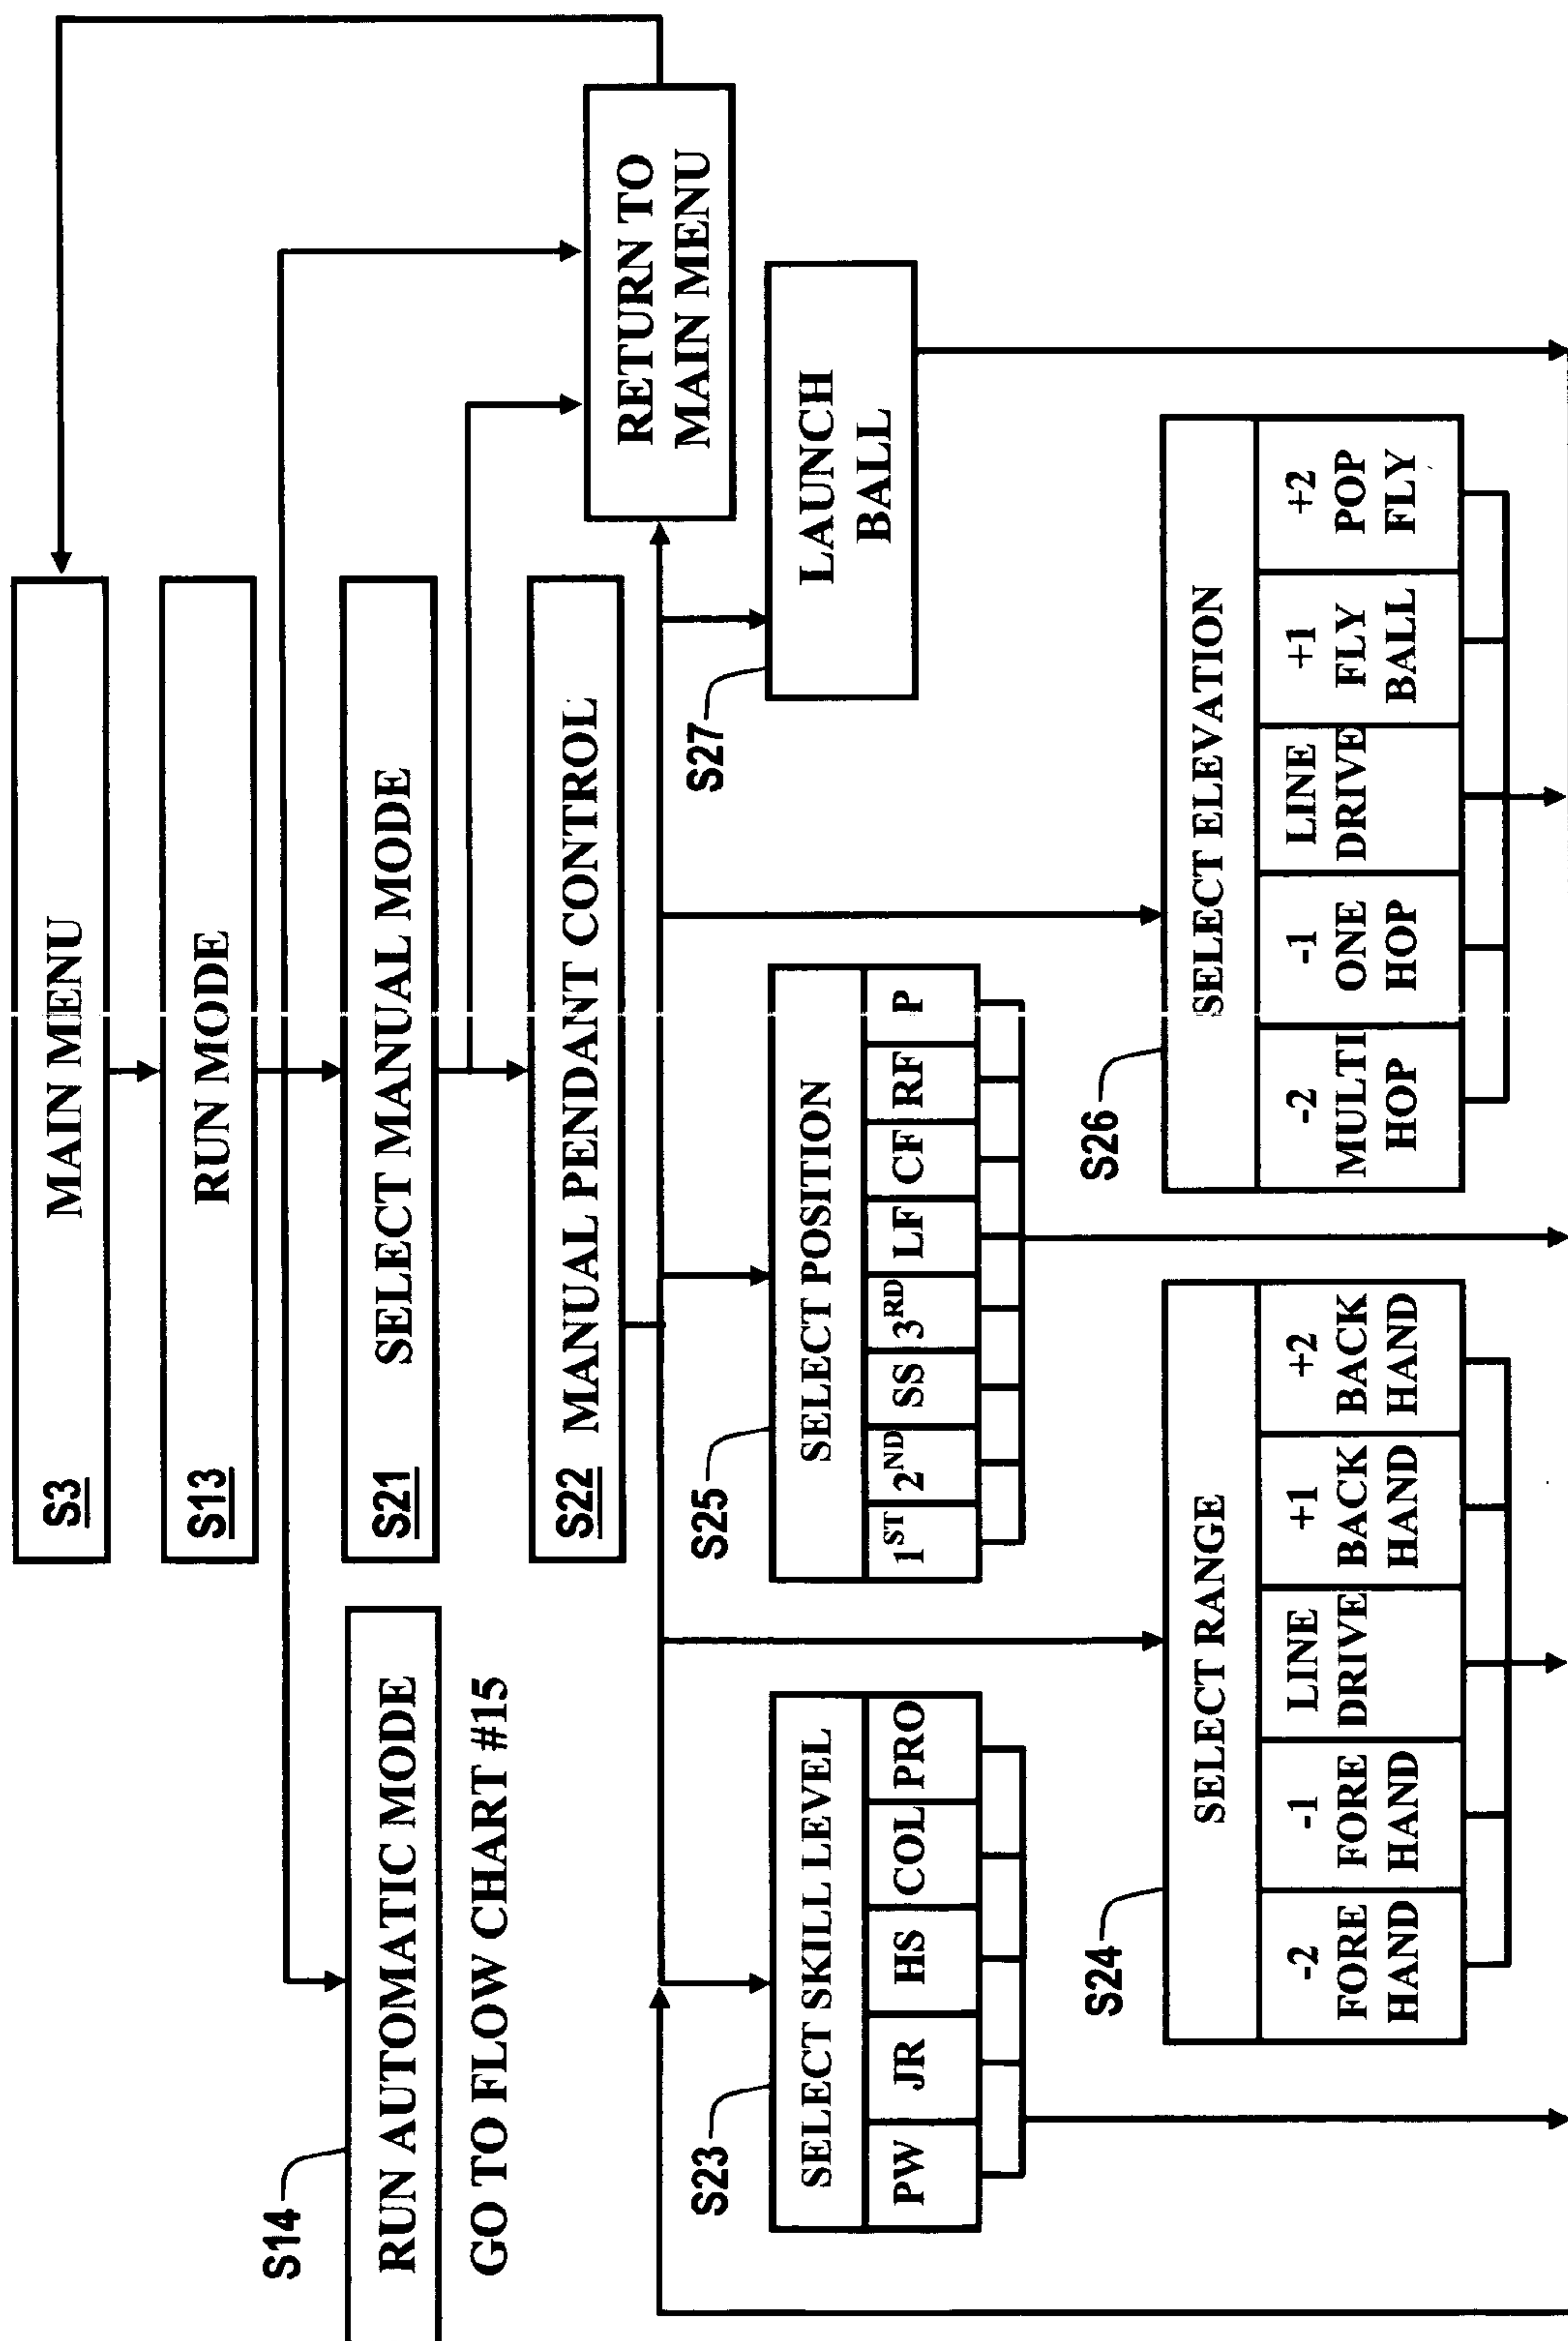 S3
MAIN MENU
S13
RUN MODE
S14
RUN AUTOMATIC MODE
GO TO FLOW CHART #15
S21
SELECT MANUAL MODE
S22
MANUAL PENDANT CONTROL
RETURN TO
MAIN MENU
S23
SELECT SKILL LEVEL
PW JR HS COL PRO
S25
SELECT POSITION
1ST 2ND SS 3RD LF CF RF P
S27
LAUNCH
BALL
S24
SELECT RANGE
-2 -1 LINE +1 +2
FORE FORE DRIVE BACK BACK
HAND HAND HAND HAND
S26
SELECT ELEVATION
-2 -1 LINE +1 +2
MULTI ONE DRIVE FLY POP
HOP HOP BALL FLY